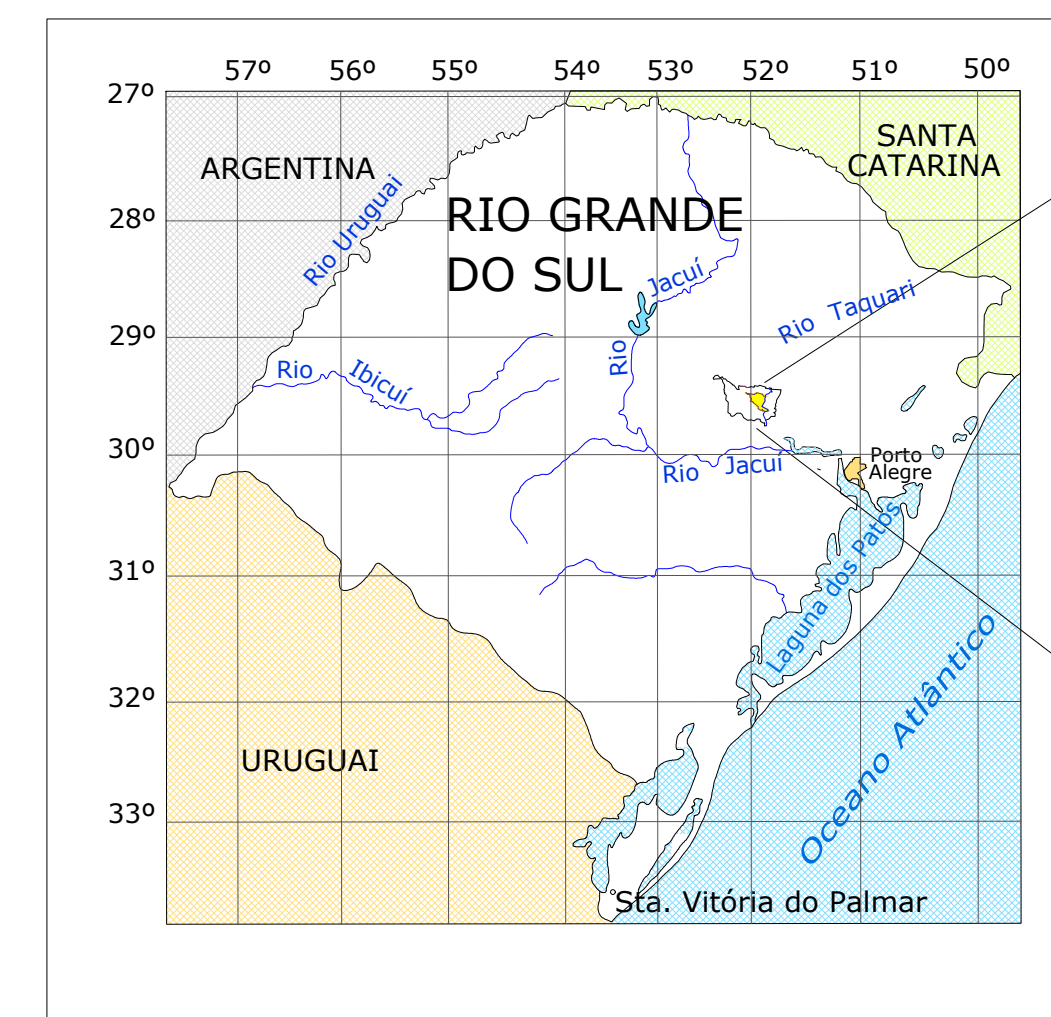 57º 56º 55º 54º 53º 52º 51º 50º
27º
28º
29º
30º
31º
32º
33º
ARGENTINA
SANTA
CATARINA
Rio Uruguai
RIO GRANDE
DO SUL
Rio Jacuí
Rio Taquari
Rio Ibicuí
Rio Jacuí
Porto
Alegre
Laguna dos Patos
Oceano Atlântico
URUGUAI
Sta. Vitória do Palmar